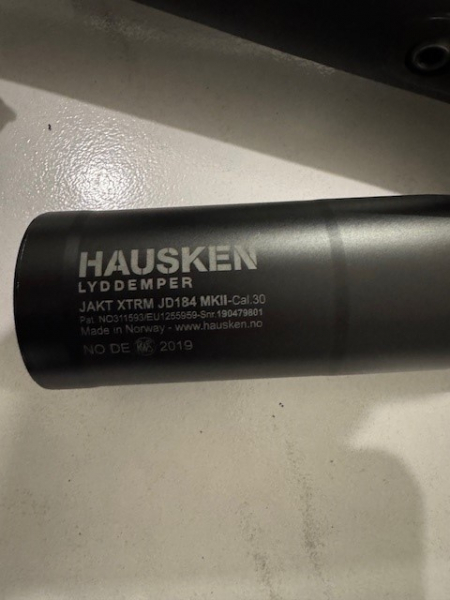 HAUSKEN
LYDDEMPER
JAKT XTRM JD184 MKII-Cal.30
Pat. NO311593/EU1255959-Snr.190479801
Made in Norway - www.hausken.no
NO DE 2019